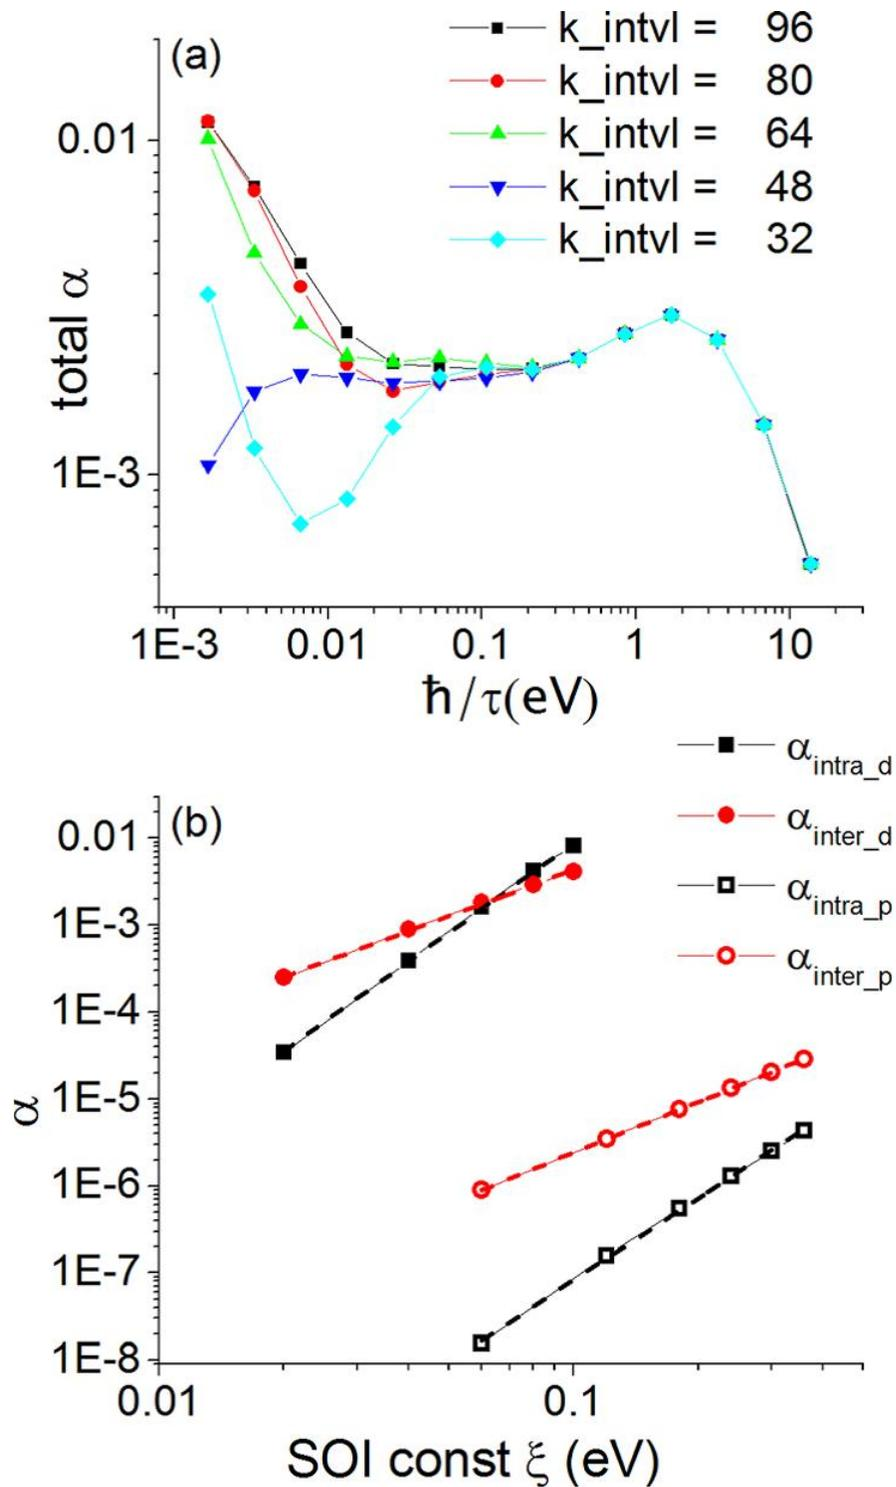 (a)
k_intvl = 96
k_intvl = 80
k_intvl = 64
k_intvl = 48
k_intvl = 32
0.01
1E-3
total α
1E-3 0.01 0.1 1 10
ħ/τ(eV)
(b)
α_intra_d
α_inter_d
α_intra_p
α_inter_p
0.01
1E-3
1E-4
1E-5
1E-6
1E-7
1E-8
α
0.01 0.1
SOI const ξ (eV)